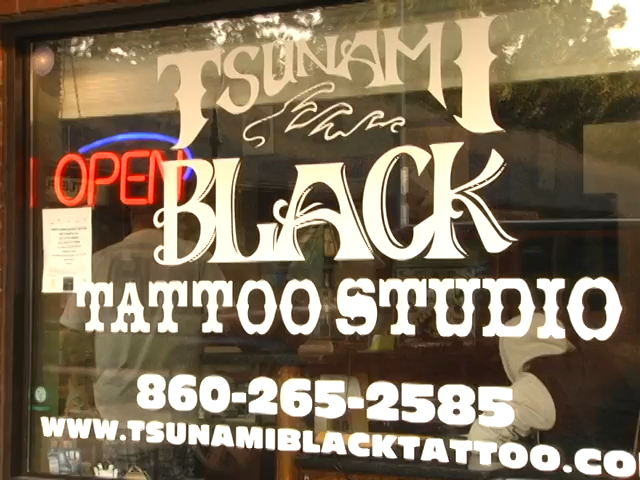 TSUNAMI
OPEN
BLACK
TATTOO STUDIO
860-265-2585
WWW.TSUNAMIBLACKTATTOO.CO